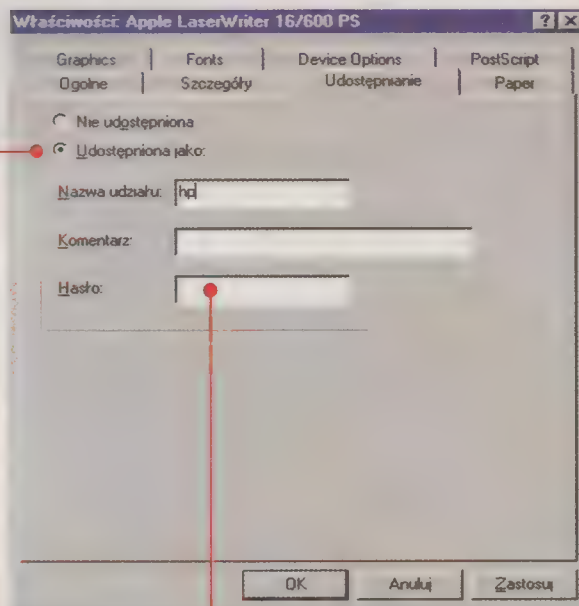 Właściwości: Apple LaserWriter 16/600 PS
Graphics Fonts Device Options PostScript
Ogólne Szczegóły Udostępnianie Paper
Nie udostępniona
Udostępniona jako:
Nazwa udziału: hp
Komentarz:
Hasło:
OK Anuluj Zastosuj